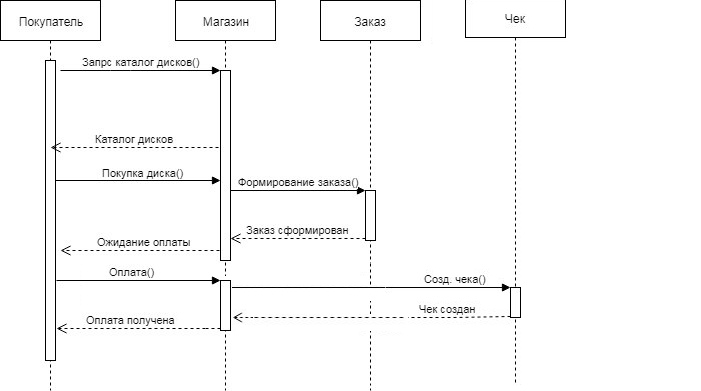 Покупатель
Магазин
Заказ
Чек
Запрс каталог дисков()
Каталог дисков
Покупка диска()
Формирование заказа()
Заказ сформирован
Ожидание оплаты
Оплата()
Созд. чека()
Чек создан
Оплата получена